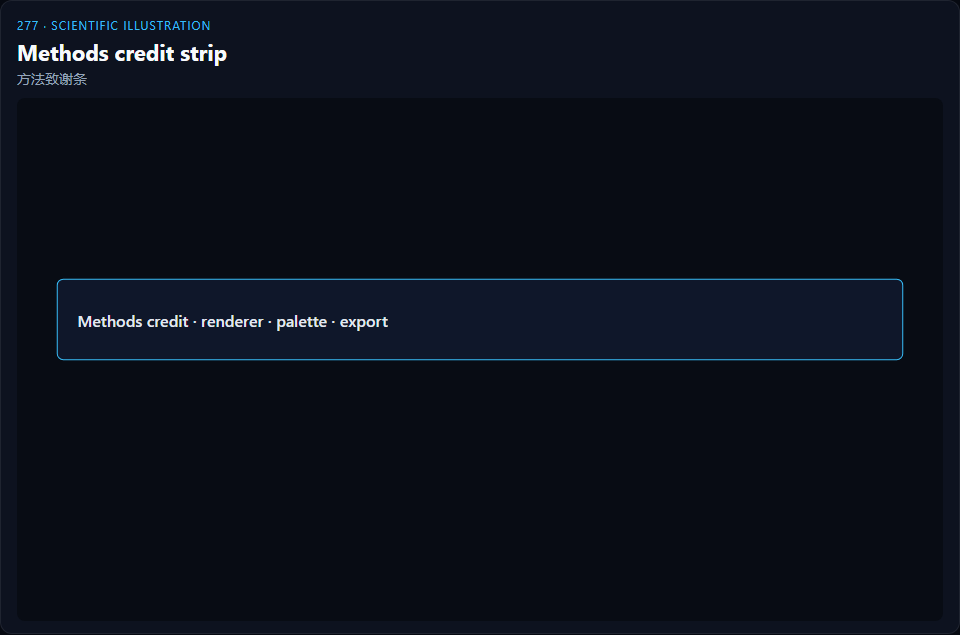 277 · SCIENTIFIC ILLUSTRATION
Methods credit strip
方法致谢条
Methods credit · renderer · palette · export